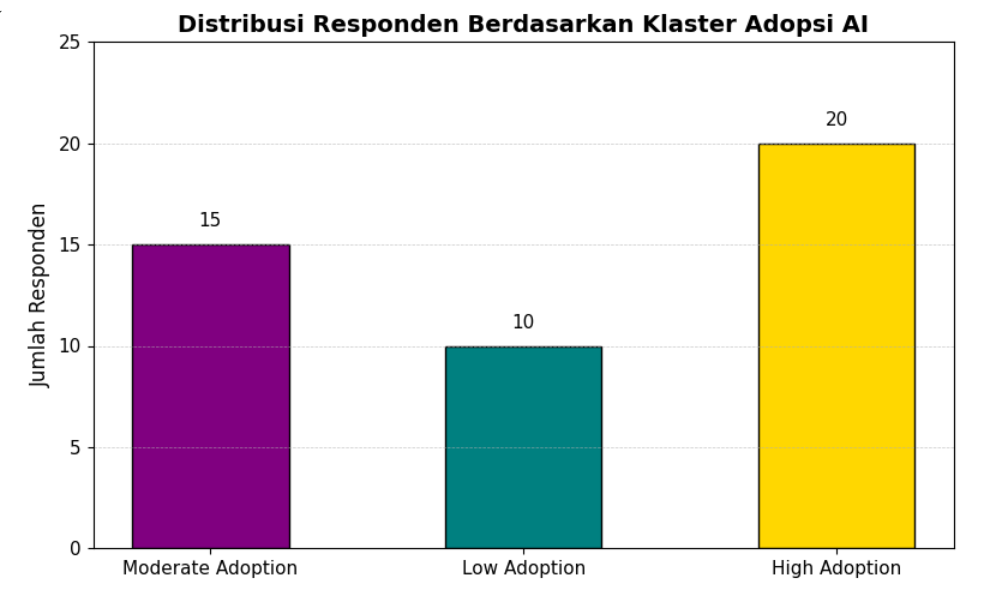 Distribusi Responden Berdasarkan Klaster Adopsi AI
Jumlah Responden
25
20
15
10
5
0
15
10
20
Moderate Adoption
Low Adoption
High Adoption